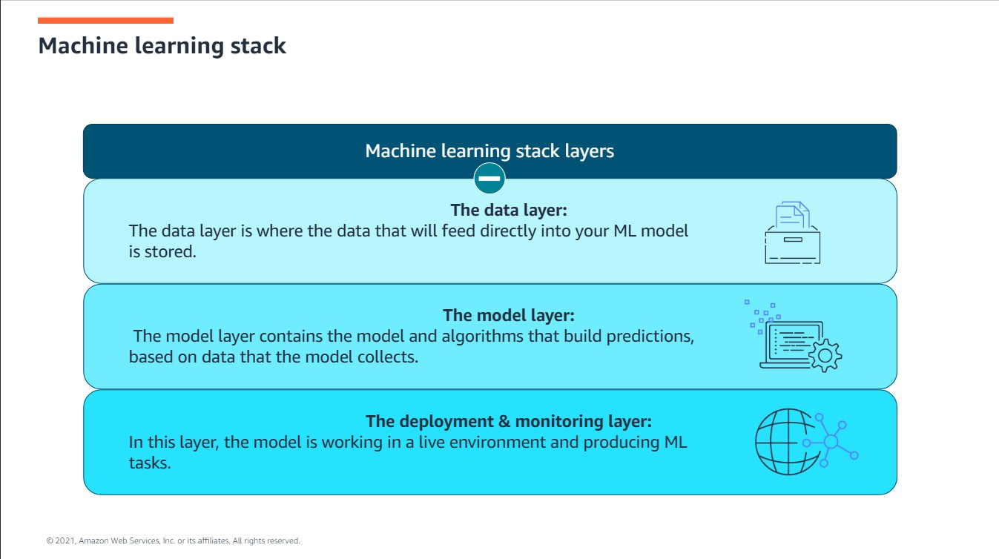 Machine learning stack
Machine learning stack layers
The data layer:
The data layer is where the data that will feed directly into your ML model
is stored.
The model layer:
The model layer contains the model and algorithms that build predictions,
based on data that the model collects.
The deployment & monitoring layer:
In this layer, the model is working in a live environment and producing ML
tasks.
© 2021, Amazon Web Services, Inc. or its affiliates. All rights reserved.